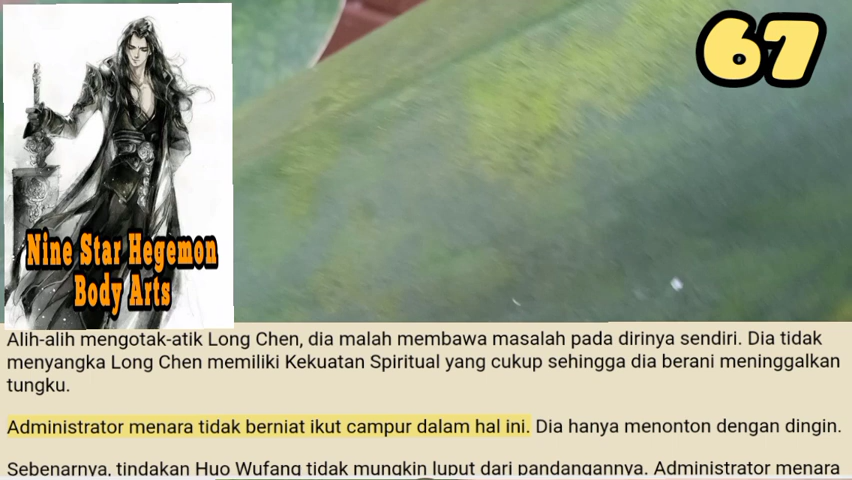 67
Nine Star Hegemon
Body Arts
Alih-alih mengotak-atik Long Chen, dia malah membawa masalah pada dirinya sendiri. Dia tidak
menyangka Long Chen memiliki Kekuatan Spiritual yang cukup sehingga dia berani meninggalkan
tungku.
Administrator menara tidak berniat ikut campur dalam hal ini. Dia hanya menonton dengan dingin.
Sebenarnya, tindakan Huo Wufang tidak mungkin luput dari pandangannya. Administrator menara